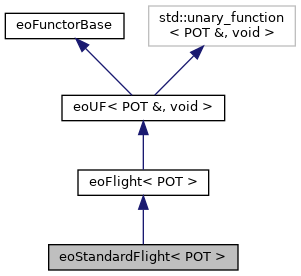 eoFunctorBase
std::unary_function
< POT &, void >
eoUF< POT &, void >
eoFlight< POT >
eoStandardFlight< POT >